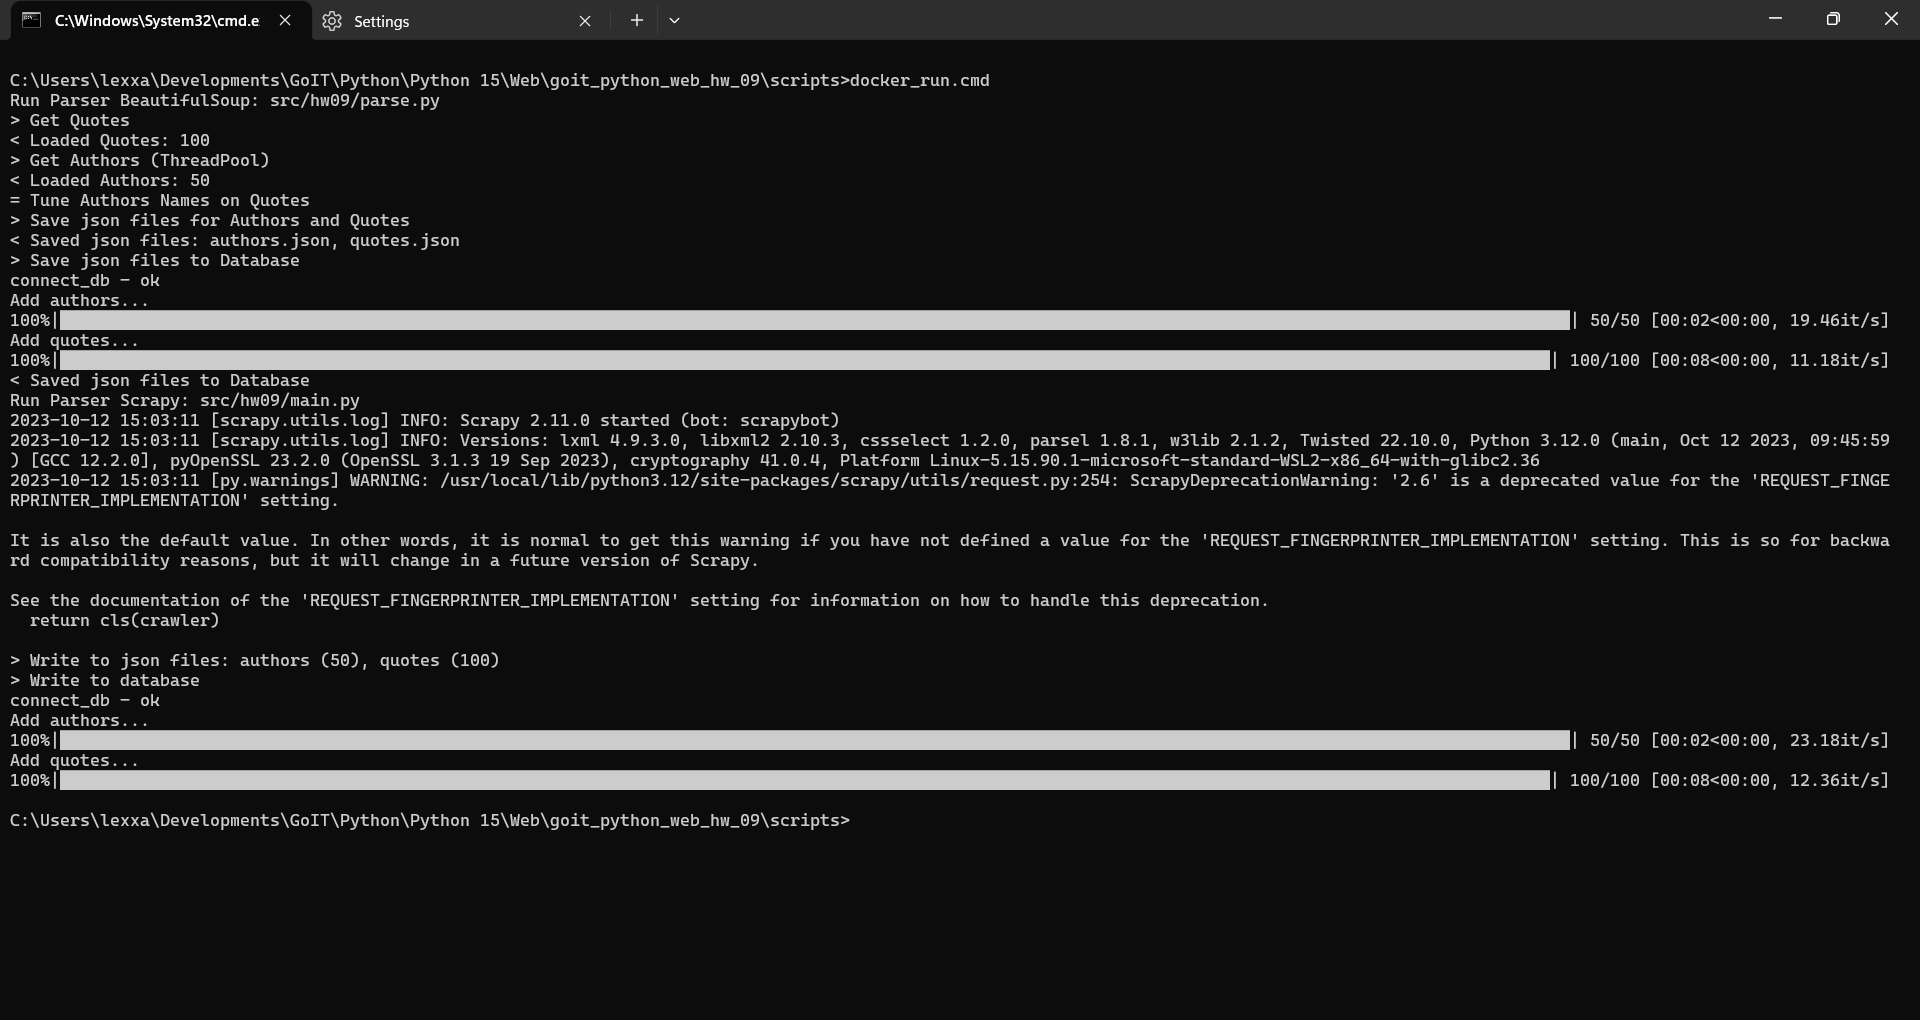 C:\Windows\System32\cmd.e
Settings
C:\Users\lexxa\Developments\GoIT\Python\Python 15\Web\goit_python_web_hw_09\scripts>docker_run.cmd
Run Parser BeautifulSoup: src/hw09/parse.py
> Get Quotes
< Loaded Quotes: 100
> Get Authors (ThreadPool)
< Loaded Authors: 50
= Tune Authors Names on Quotes
> Save json files for Authors and Quotes
< Saved json files: authors.json, quotes.json
> Save json files to Database
connect_db - ok
Add authors...
100%| | 50/50 [00:02<00:00, 19.46it/s]
Add quotes...
100%| | 100/100 [00:08<00:00, 11.18it/s]
< Saved json files to Database
Run Parser Scrapy: src/hw09/main.py
2023-10-12 15:03:11 [scrapy.utils.log] INFO: Scrapy 2.11.0 started (bot: scrapybot)
2023-10-12 15:03:11 [scrapy.utils.log] INFO: Versions: lxml 4.9.3.0, libxml2 2.10.3, cssselect 1.2.0, parsel 1.8.1, w3lib 2.1.2, Twisted 22.10.0, Python 3.12.0 (main, Oct 12 2023, 09:45:59
) [GCC 12.2.0], pyOpenSSL 23.2.0 (OpenSSL 3.1.3 19 Sep 2023), cryptography 41.0.4, Platform Linux-5.15.90.1-microsoft-standard-WSL2-x86_64-with-glibc2.36
2023-10-12 15:03:11 [py.warnings] WARNING: /usr/local/lib/python3.12/site-packages/scrapy/utils/request.py:254: ScrapyDeprecationWarning: '2.6' is a deprecated value for the 'REQUEST_FINGE
RPRINTER_IMPLEMENTATION' setting.
It is also the default value. In other words, it is normal to get this warning if you have not defined a value for the 'REQUEST_FINGERPRINTER_IMPLEMENTATION' setting. This is so for backwa
rd compatibility reasons, but it will change in a future version of Scrapy.
See the documentation of the 'REQUEST_FINGERPRINTER_IMPLEMENTATION' setting for information on how to handle this deprecation.
  return cls(crawler)
> Write to json files: authors (50), quotes (100)
> Write to database
connect_db - ok
Add authors...
100%| | 50/50 [00:02<00:00, 23.18it/s]
Add quotes...
100%| | 100/100 [00:08<00:00, 12.36it/s]
C:\Users\lexxa\Developments\GoIT\Python\Python 15\Web\goit_python_web_hw_09\scripts>